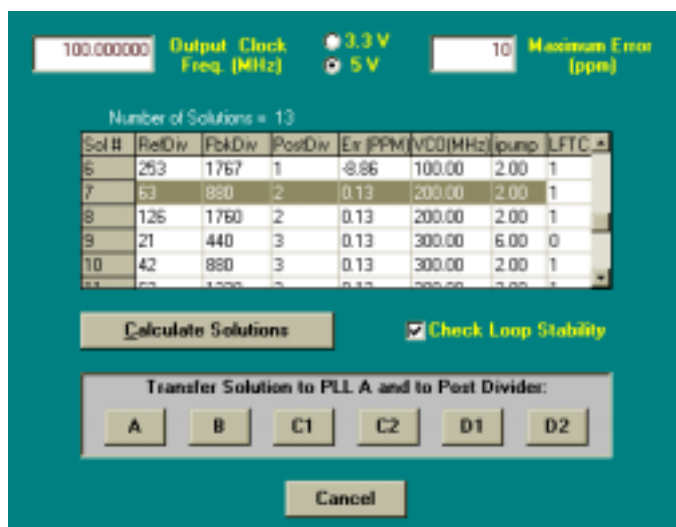 100.000000 Output Clock Freq. (MHz) 3.3 V 5 V 10 Maximum Error (ppm)
Number of Solutions = 13
Sol # RefDiv FbkDiv PostDiv Err (PPM) VCO(MHz) ipump LFTC
6 253 1767 1 -8.86 100.00 2.00 1
7 63 880 2 0.13 200.00 2.00 1
8 126 1760 2 0.13 200.00 2.00 1
9 21 440 3 0.13 300.00 6.00 0
10 42 880 3 0.13 300.00 2.00 1
Calculate Solutions Check Loop Stability
Transfer Solution to PLL A and to Post Divider:
A B C1 C2 D1 D2
Cancel